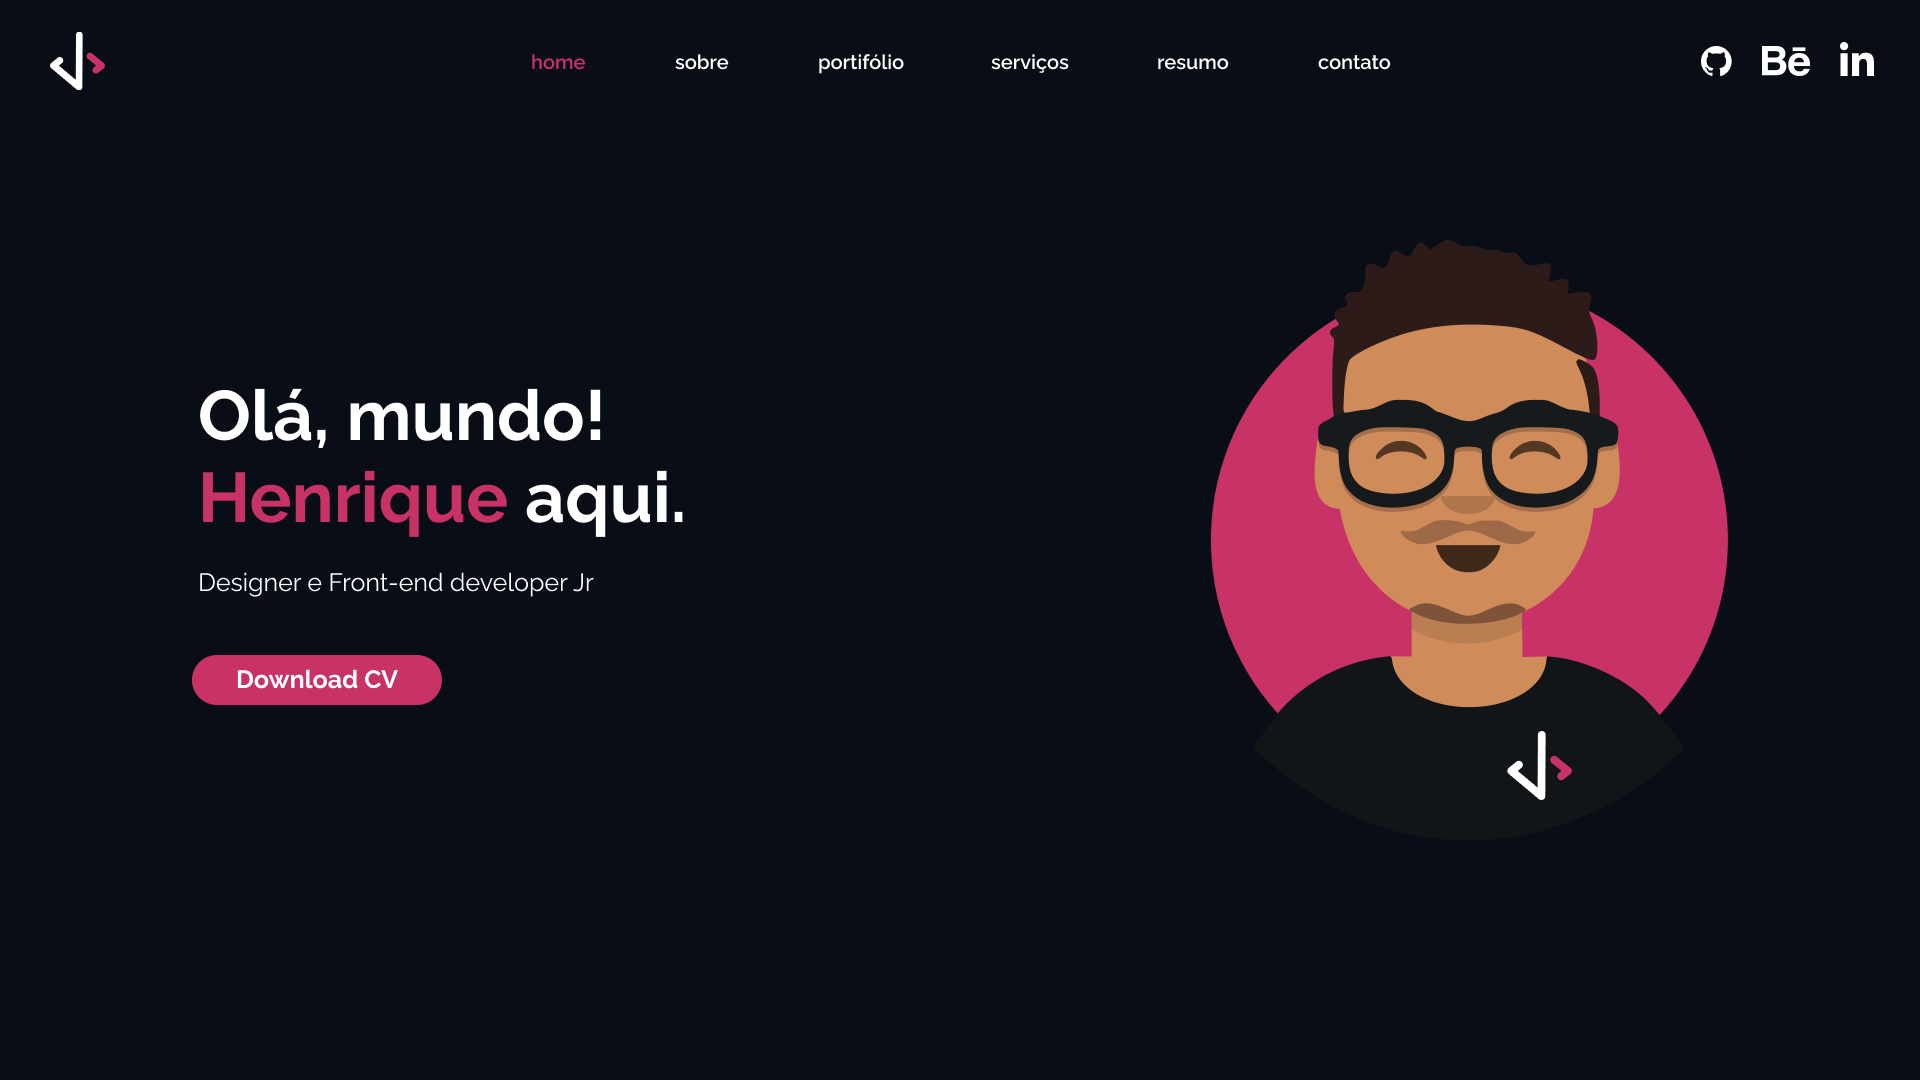 home sobre portifólio serviços resumo contato Bē in
Olá, mundo!
Henrique aqui.
Designer e Front-end developer Jr
Download CV